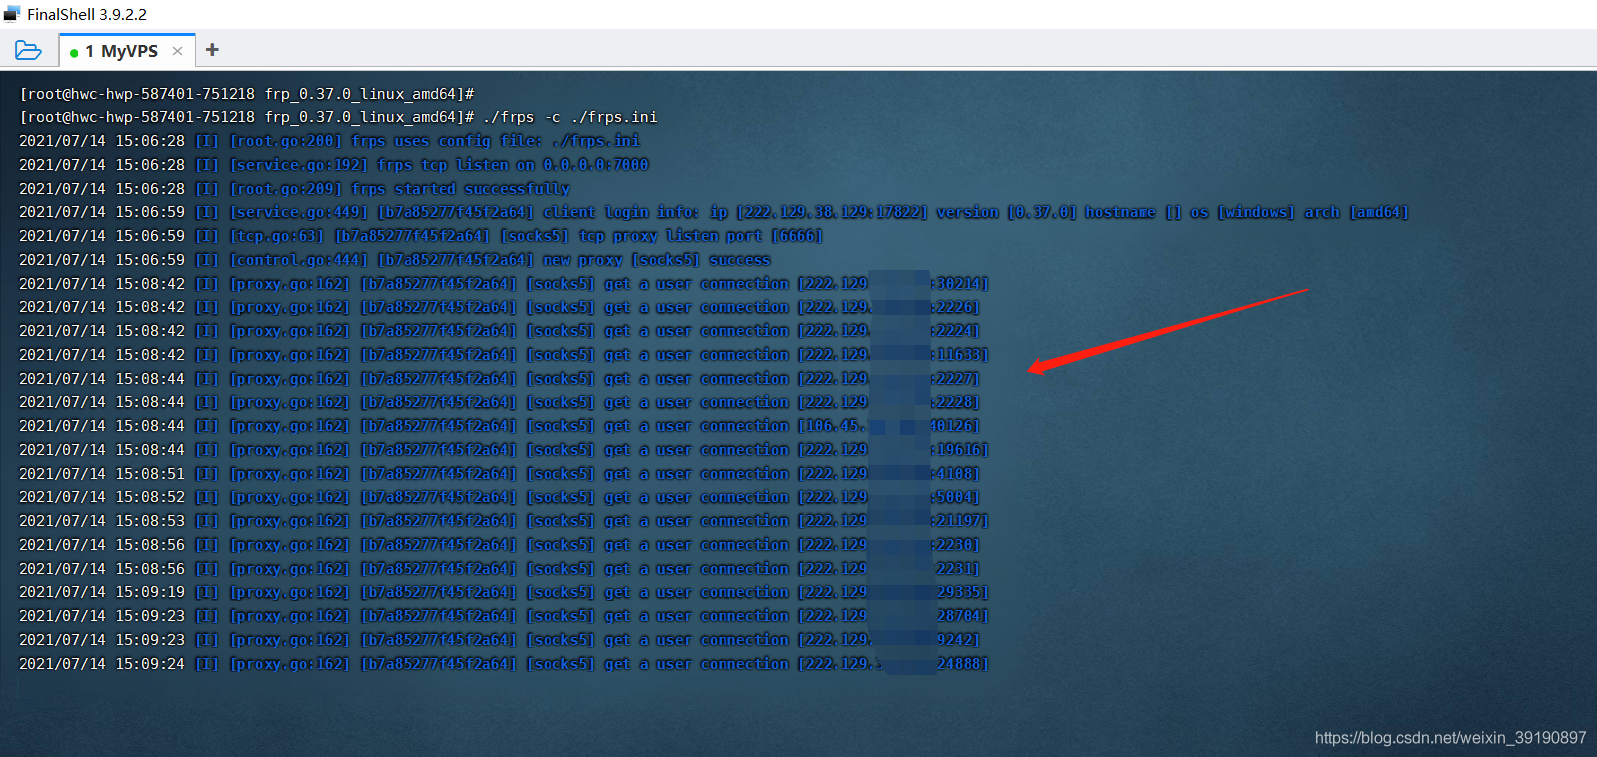 FinalShell 3.9.2.2
1 MyVPS × +
[root@hwc-hwp-587401-751218 frp_0.37.0_linux_amd64]#
[root@hwc-hwp-587401-751218 frp_0.37.0_linux_amd64]# ./frps -c ./frps.ini
2021/07/14 15:06:28 [I] [root.go:200] frps uses config file: ./frps.ini
2021/07/14 15:06:28 [I] [service.go:192] frps tcp listen on 0.0.0.0:7000
2021/07/14 15:06:28 [I] [root.go:209] frps started successfully
2021/07/14 15:06:59 [I] [service.go:449] [b7a85277f45f2a64] client login info: ip [222.129.38.129:17822] version [0.37.0] hostname [] os [windows] arch [amd64]
2021/07/14 15:06:59 [I] [tcp.go:63] [b7a85277f45f2a64] [socks5] tcp proxy listen port [6666]
2021/07/14 15:06:59 [I] [control.go:444] [b7a85277f45f2a64] new proxy [socks5] success
2021/07/14 15:08:42 [I] [proxy.go:162] [b7a85277f45f2a64] [socks5] get a user connection [222.129 :30214]
2021/07/14 15:08:42 [I] [proxy.go:162] [b7a85277f45f2a64] [socks5] get a user connection [222.129. :2226]
2021/07/14 15:08:42 [I] [proxy.go:162] [b7a85277f45f2a64] [socks5] get a user connection [222.129 :2224]
2021/07/14 15:08:42 [I] [proxy.go:162] [b7a85277f45f2a64] [socks5] get a user connection [222.129. :11633]
2021/07/14 15:08:44 [I] [proxy.go:162] [b7a85277f45f2a64] [socks5] get a user connection [222.129 :2227]
2021/07/14 15:08:44 [I] [proxy.go:162] [b7a85277f45f2a64] [socks5] get a user connection [222.129 :2228]
2021/07/14 15:08:44 [I] [proxy.go:162] [b7a85277f45f2a64] [socks5] get a user connection [106.45. 40126]
2021/07/14 15:08:44 [I] [proxy.go:162] [b7a85277f45f2a64] [socks5] get a user connection [222.129 :19616]
2021/07/14 15:08:51 [I] [proxy.go:162] [b7a85277f45f2a64] [socks5] get a user connection [222.129 :4108]
2021/07/14 15:08:52 [I] [proxy.go:162] [b7a85277f45f2a64] [socks5] get a user connection [222.129 :5004]
2021/07/14 15:08:53 [I] [proxy.go:162] [b7a85277f45f2a64] [socks5] get a user connection [222.129 :21197]
2021/07/14 15:08:56 [I] [proxy.go:162] [b7a85277f45f2a64] [socks5] get a user connection [222.129 :2230]
2021/07/14 15:08:56 [I] [proxy.go:162] [b7a85277f45f2a64] [socks5] get a user connection [222.129 2231]
2021/07/14 15:09:19 [I] [proxy.go:162] [b7a85277f45f2a64] [socks5] get a user connection [222.129 29335]
2021/07/14 15:09:23 [I] [proxy.go:162] [b7a85277f45f2a64] [socks5] get a user connection [222.129 28704]
2021/07/14 15:09:23 [I] [proxy.go:162] [b7a85277f45f2a64] [socks5] get a user connection [222.129. 9242]
2021/07/14 15:09:24 [I] [proxy.go:162] [b7a85277f45f2a64] [socks5] get a user connection [222.129. 24888]
https://blog.csdn.net/weixin_39190897